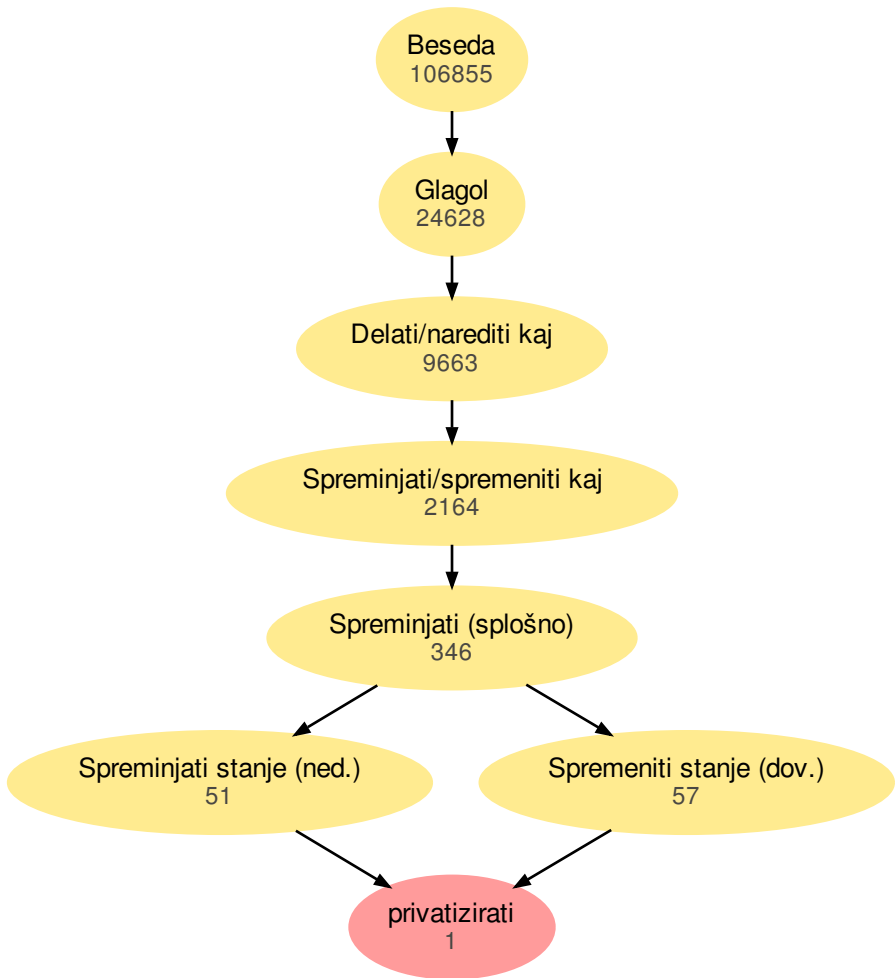 Beseda
106855
Glagol
24628
Delati/narediti kaj
9663
Spreminjati/spremeniti kaj
2164
Spreminjati (splošno)
346
Spreminjati stanje (ned.)
51
Spremeniti stanje (dov.)
57
privatizirati
1